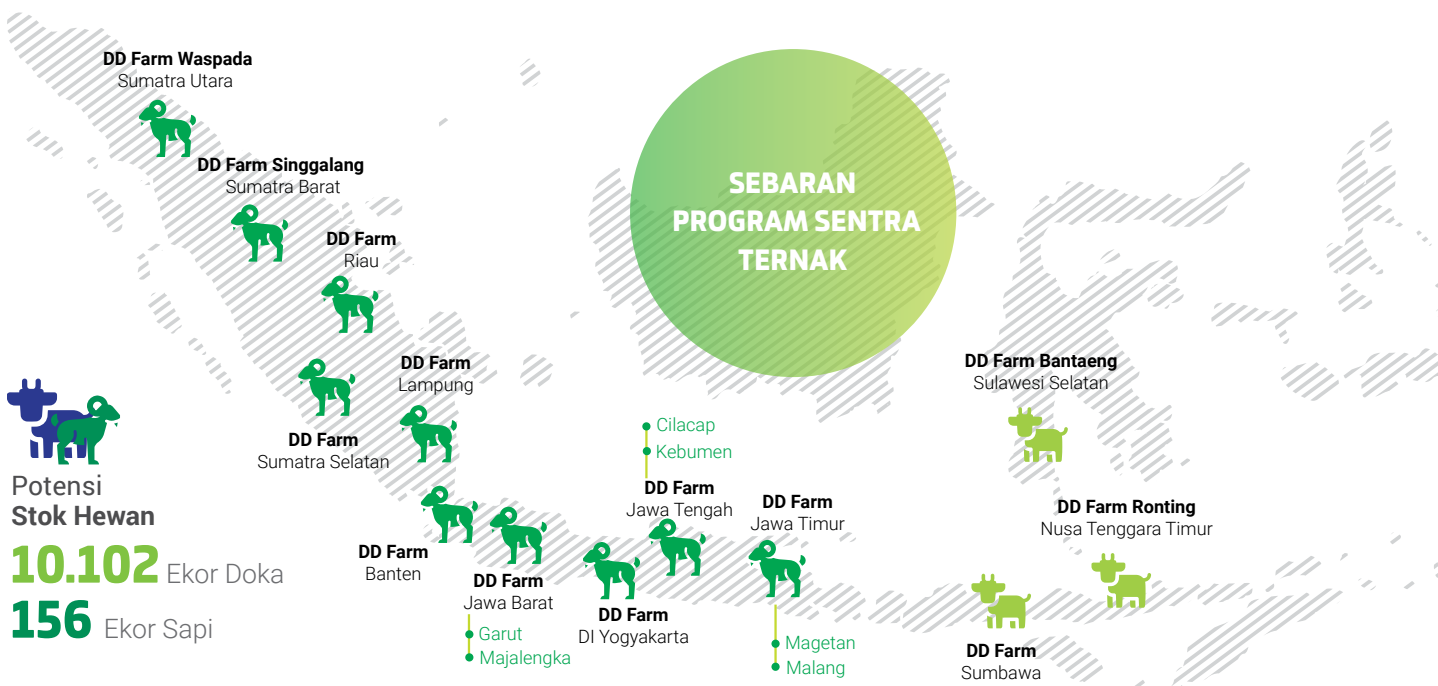 DD Farm Waspada
Sumatra Utara
DD Farm Singgalang
Sumatra Barat
DD Farm
Riau
SEBARAN
PROGRAM SENTRA
TERNAK
DD Farm
Lampung
DD Farm
Sumatra Selatan
DD Farm Bantaeng
Sulawesi Selatan
Potensi
Stok Hewan
10.102 Ekor Doka
156 Ekor Sapi
DD Farm
Banten
DD Farm
Jawa Barat
Garut
Majalengka
DD Farm
DI Yogyakarta
Cilacap
Kebumen
DD Farm
Jawa Tengah
DD Farm
Jawa Timur
Magetan
Malang
DD Farm Ronting
Nusa Tenggara Timur
DD Farm
Sumbawa